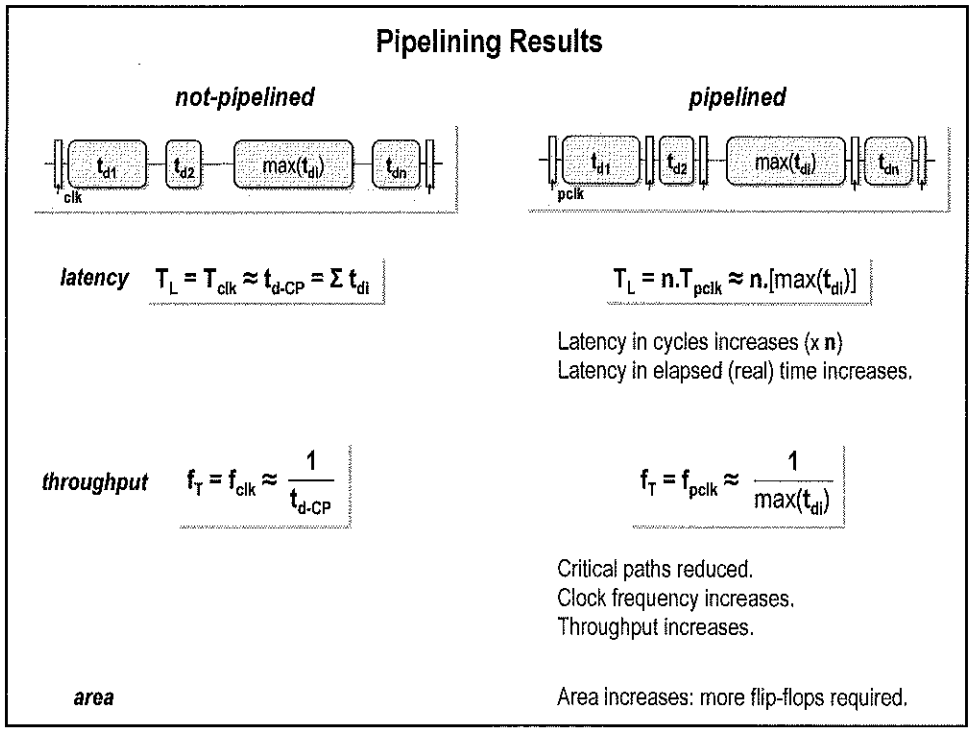 Pipelining Results
not-pipelined
pipelined
t_d1 t_d2 max(t_di) t_dn
clk
t_d1 t_d2 max(t_di) t_dn
pclk
latency T_L = T_clk ≈ t_d-CP = Σ t_di
T_L = n.T_pclk ≈ n.[max(t_di)]
Latency in cycles increases (x n)
Latency in elapsed (real) time increases.
throughput f_T = f_clk ≈ 1 / t_d-CP
f_T = f_pclk ≈ 1 / max(t_di)
Critical paths reduced.
Clock frequency increases.
Throughput increases.
area
Area increases: more flip-flops required.